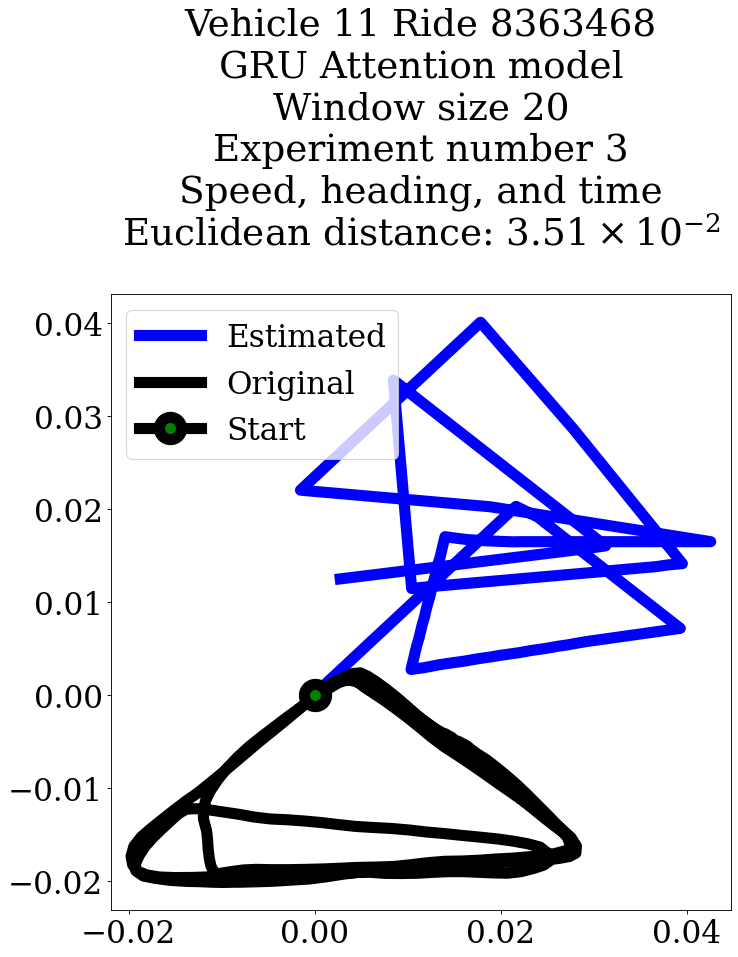 Vehicle 11 Ride 8363468
GRU Attention model
Window size 20
Experiment number 3
Speed, heading, and time
Euclidean distance: 3.51 × 10⁻²
Estimated
Original
Start
0.04
0.03
0.02
0.01
0.00
−0.01
−0.02
−0.02 0.00 0.02 0.04